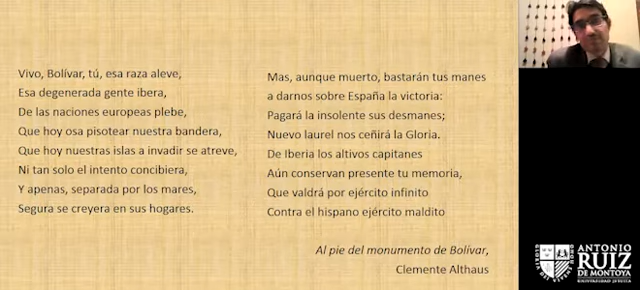 Vivo, Bolívar, tú, esa raza aleve,
Esa degenerada gente ibera,
De las naciones europeas plebe,
Que hoy osa pisotear nuestra bandera,
Que hoy nuestras islas a invadir se atreve,
Ni tan solo el intento concibiera,
Y apenas, separada por los mares,
Segura se creyera en sus hogares.
Mas, aunque muerto, bastarán tus manes
a darnos sobre España la victoria:
Pagará la insolente sus desmanes;
Nuevo laurel nos ceñirá la Gloria.
De Iberia los altivos capitanes
Aún conservan presente tu memoria,
Que valdrá por ejército infinito
Contra el hispano ejército maldito
Al pie del monumento de Bolívar,
Clemente Althaus
ANTONIO
RUIZ
DE MONTOYA
UNIVERSIDAD JESUITA